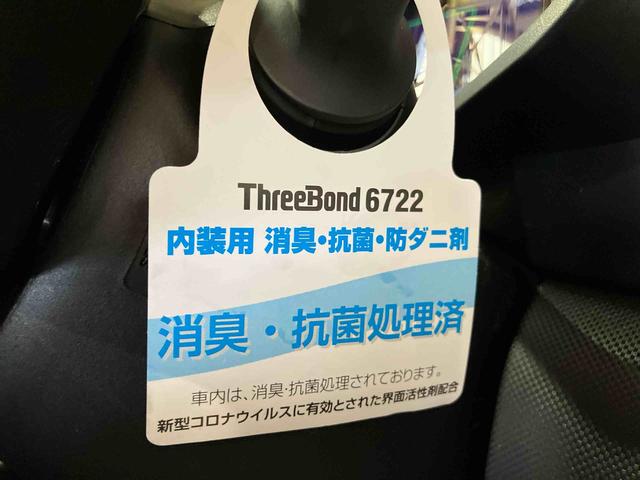 ThreeBond 6722
内装用 消臭・抗菌・防ダニ剤
消臭・抗菌処理済
車内は、消臭・抗菌処理されております。
新型コロナウイルスに有効とされた界面活性剤配合